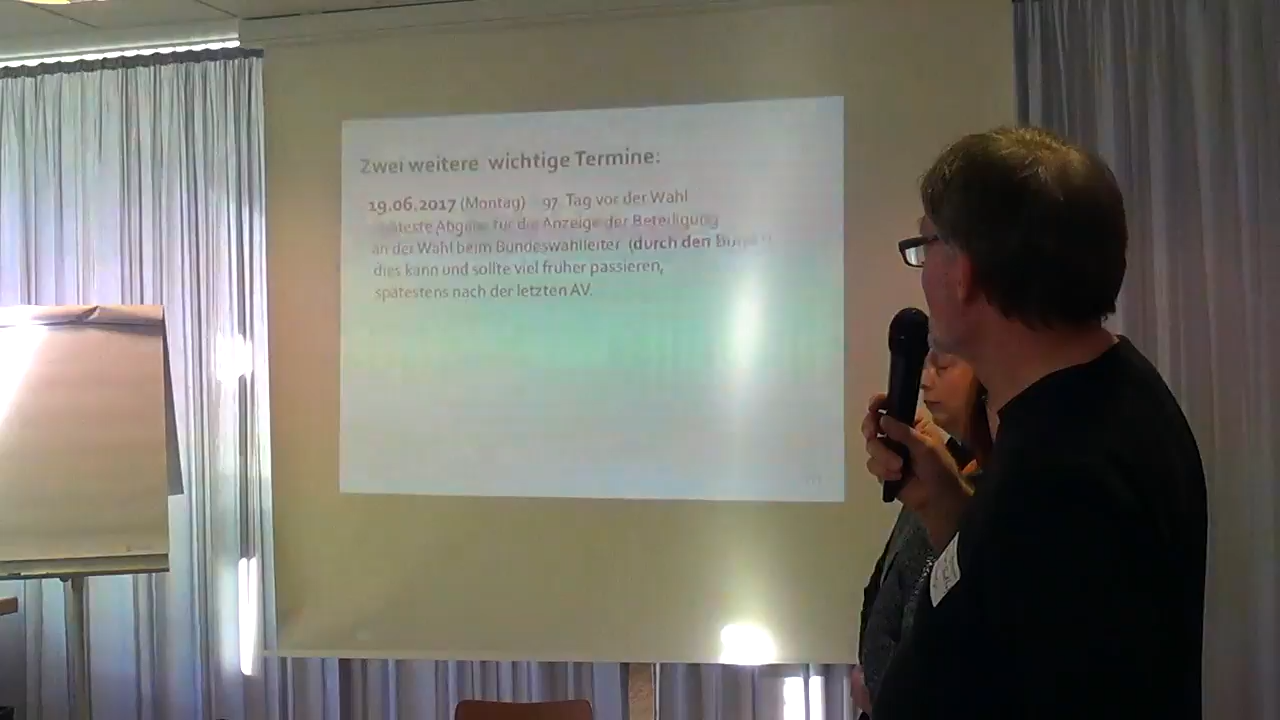 Zwei weitere wichtige Termine:
19.06.2017 (Montag) 97. Tag vor der Wahl
späteste Abgabe für die Anzeige der Beteiligung
an der Wahl beim Bundeswahlleiter (durch den
dies kann und sollte viel früher passieren,
spätestens nach der letzten AV.